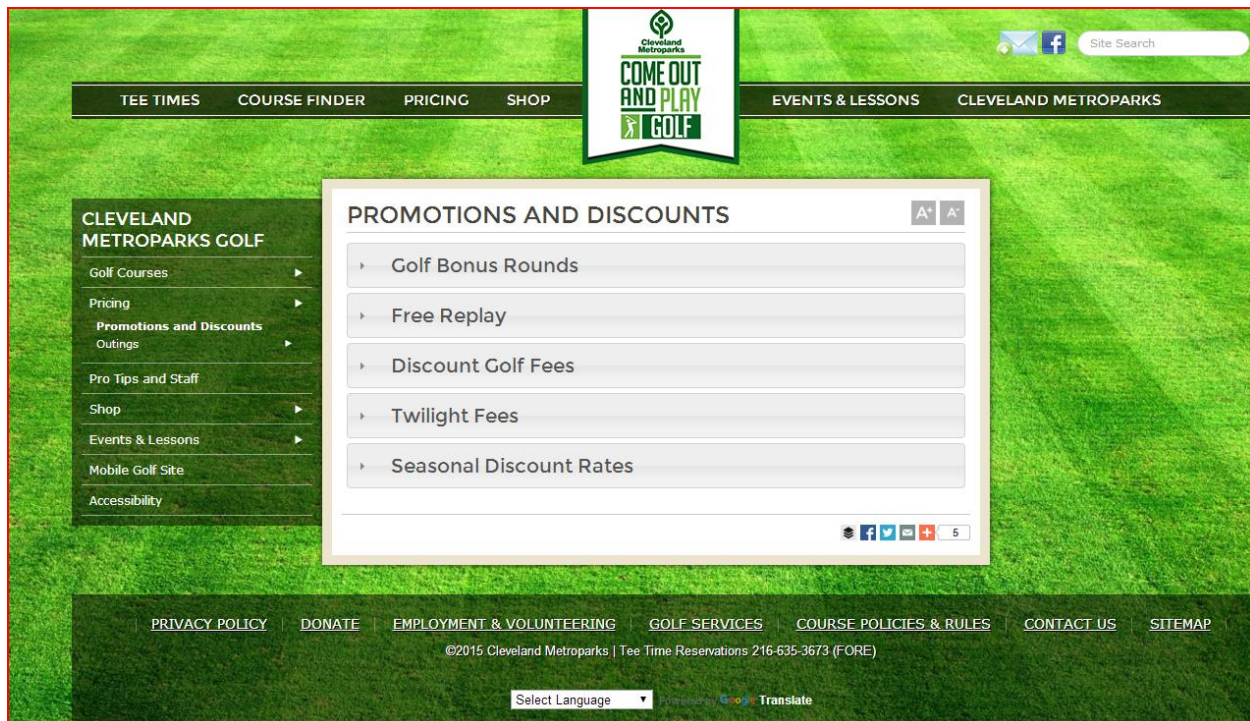 Cleveland
Metroparks
COME OUT
AND PLAY
GOLF
Site Search
TEE TIMES COURSE FINDER PRICING SHOP EVENTS & LESSONS CLEVELAND METROPARKS
CLEVELAND
METROPARKS GOLF
Golf Courses
Pricing
Promotions and Discounts
Outings
Pro Tips and Staff
Shop
Events & Lessons
Mobile Golf Site
Accessibility
PROMOTIONS AND DISCOUNTS
A+ A-
Golf Bonus Rounds
Free Replay
Discount Golf Fees
Twilight Fees
Seasonal Discount Rates
5
PRIVACY POLICY | DONATE | EMPLOYMENT & VOLUNTEERING | GOLF SERVICES | COURSE POLICIES & RULES | CONTACT US | SITEMAP
©2015 Cleveland Metroparks | Tee Time Reservations 216-635-3673 (FORE)
Select Language Powered by Google Translate